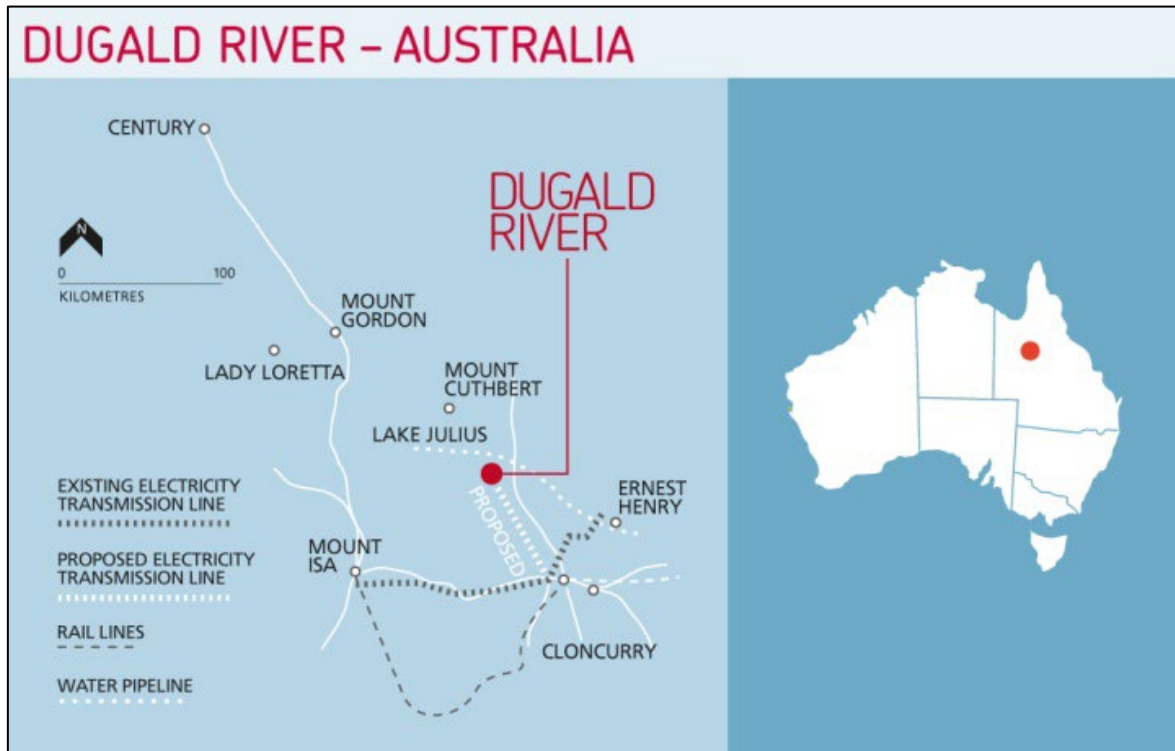 DUGALD RIVER – AUSTRALIA
CENTURY
DUGALD
RIVER
N
0 100
KILOMETRES
MOUNT
GORDON
LADY LORETTA
MOUNT
CUTHBERT
LAKE JULIUS
EXISTING ELECTRICITY
TRANSMISSION LINE
PROPOSED
ERNEST
HENRY
MOUNT
ISA
PROPOSED ELECTRICITY
TRANSMISSION LINE
RAIL LINES
CLONCURRY
WATER PIPELINE